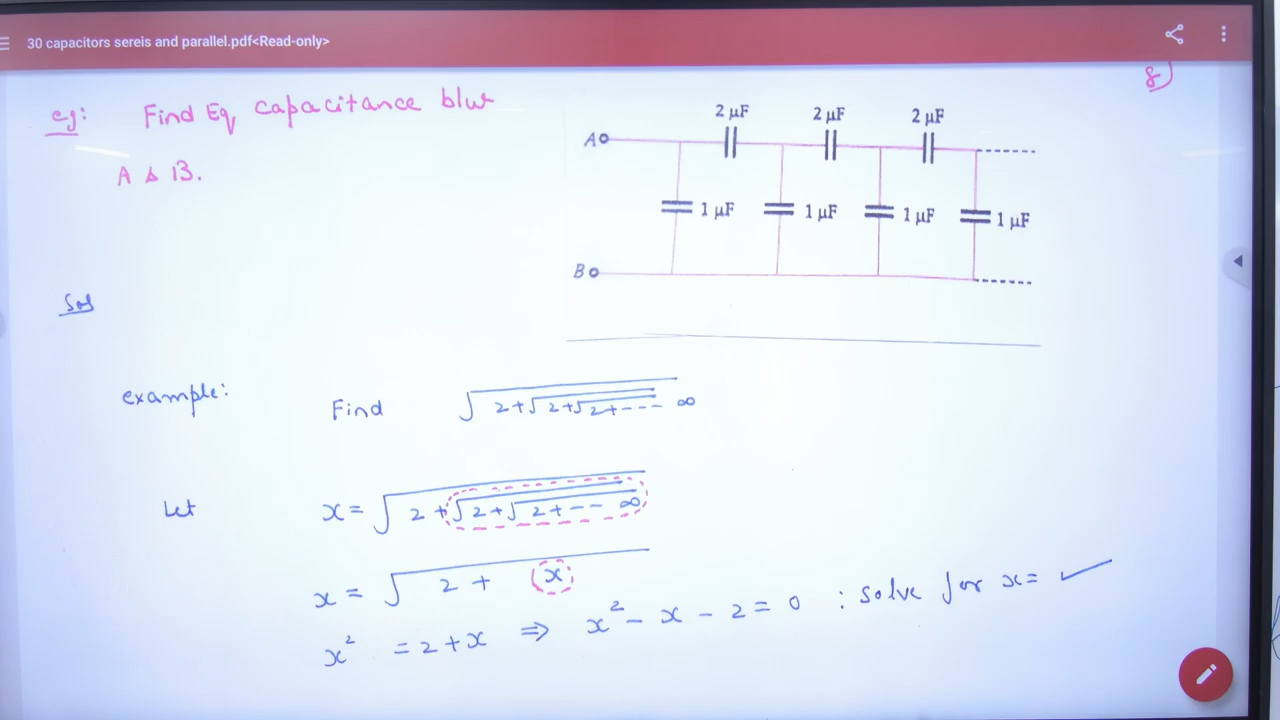 30 capacitors sereis and parallel.pdf<Read-only>
8)
eg: Find Eq capacitance blw
A & B.
2 µF 2 µF 2 µF
A
1 µF 1 µF 1 µF 1 µF
B
Sol
example: Find √2+√2+√2+--- ∞
Let x = √2+√2+√2+--- ∞
x = √2 + (x)
x² = 2+x ⇒ x² - x - 2 = 0 : solve for x= ✓